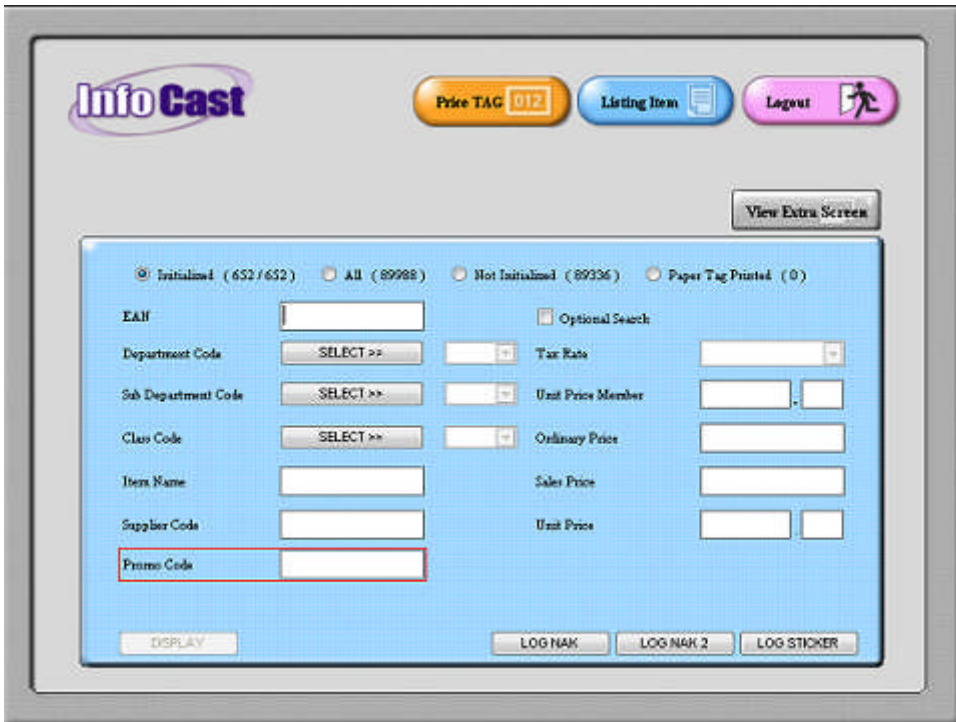 InfoCast
Price TAG 012 Listing Item Logout
View Extra Screen
Initialized ( 652 / 652 ) All ( 89988 ) Not Initialized ( 89336 ) Paper Tag Printed ( 0 )
EAN Optional Search
Department Code SELECT >> Tax Rate
Sub Department Code SELECT >> Unit Price Member .
Class Code SELECT >> Ordinary Price
Item Name Sales Price
Supplier Code Unit Price .
Promo Code
DISPLAY LOG NAK LOG NAK 2 LOG STICKER